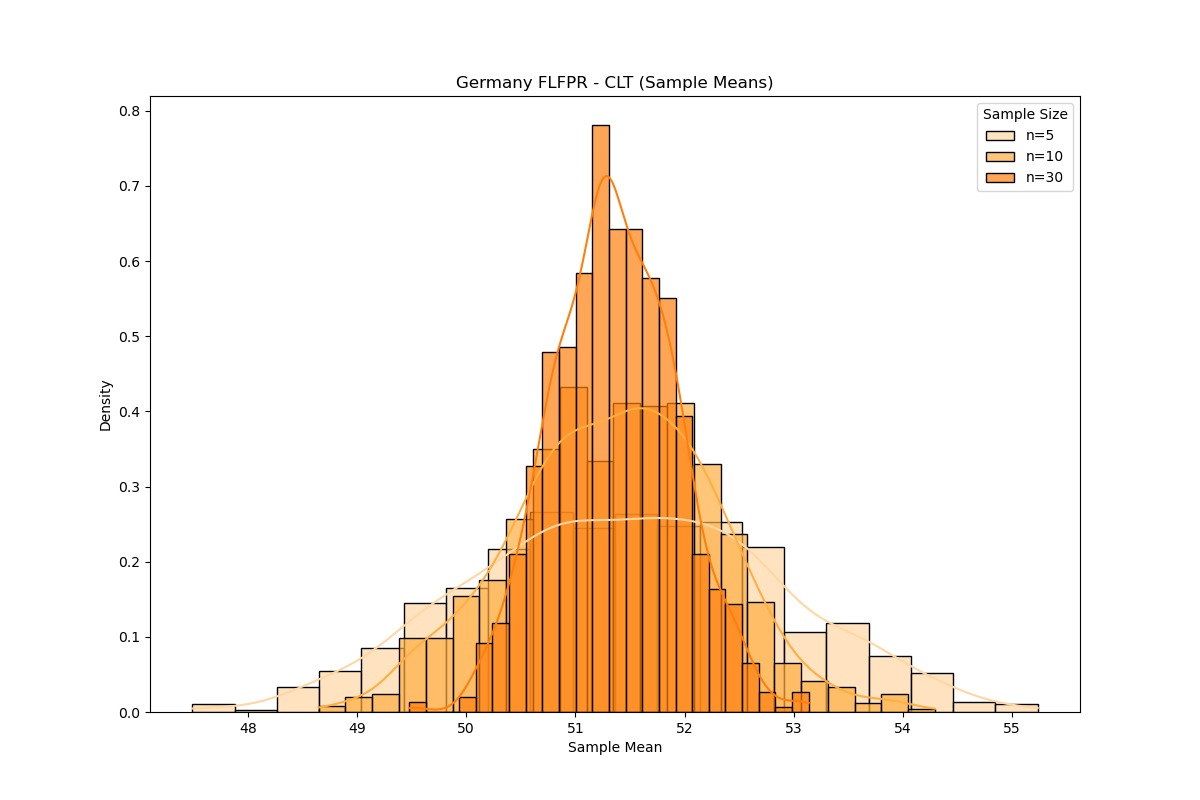 Germany FLFPR - CLT (Sample Means)
Sample Size
n=5
n=10
n=30
Density
0.8
0.7
0.6
0.5
0.4
0.3
0.2
0.1
0.0
48 49 50 51 52 53 54 55
Sample Mean